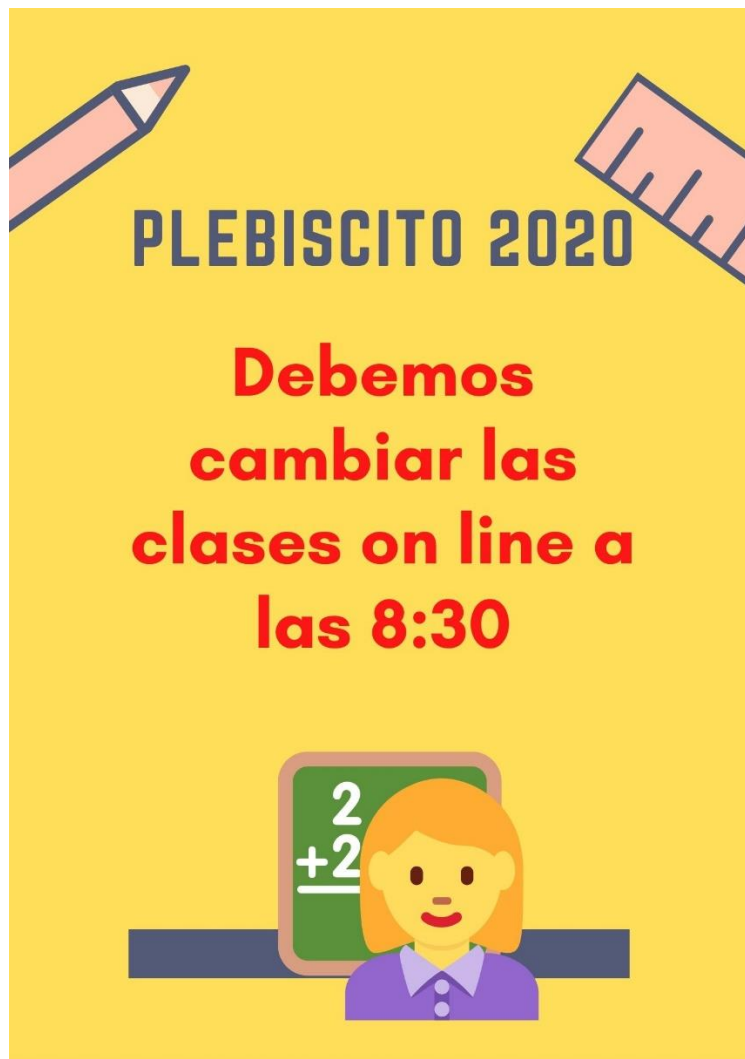 PLEBISCITO 2020
Debemos
cambiar las
clases on line a
las 8:30
2
+2